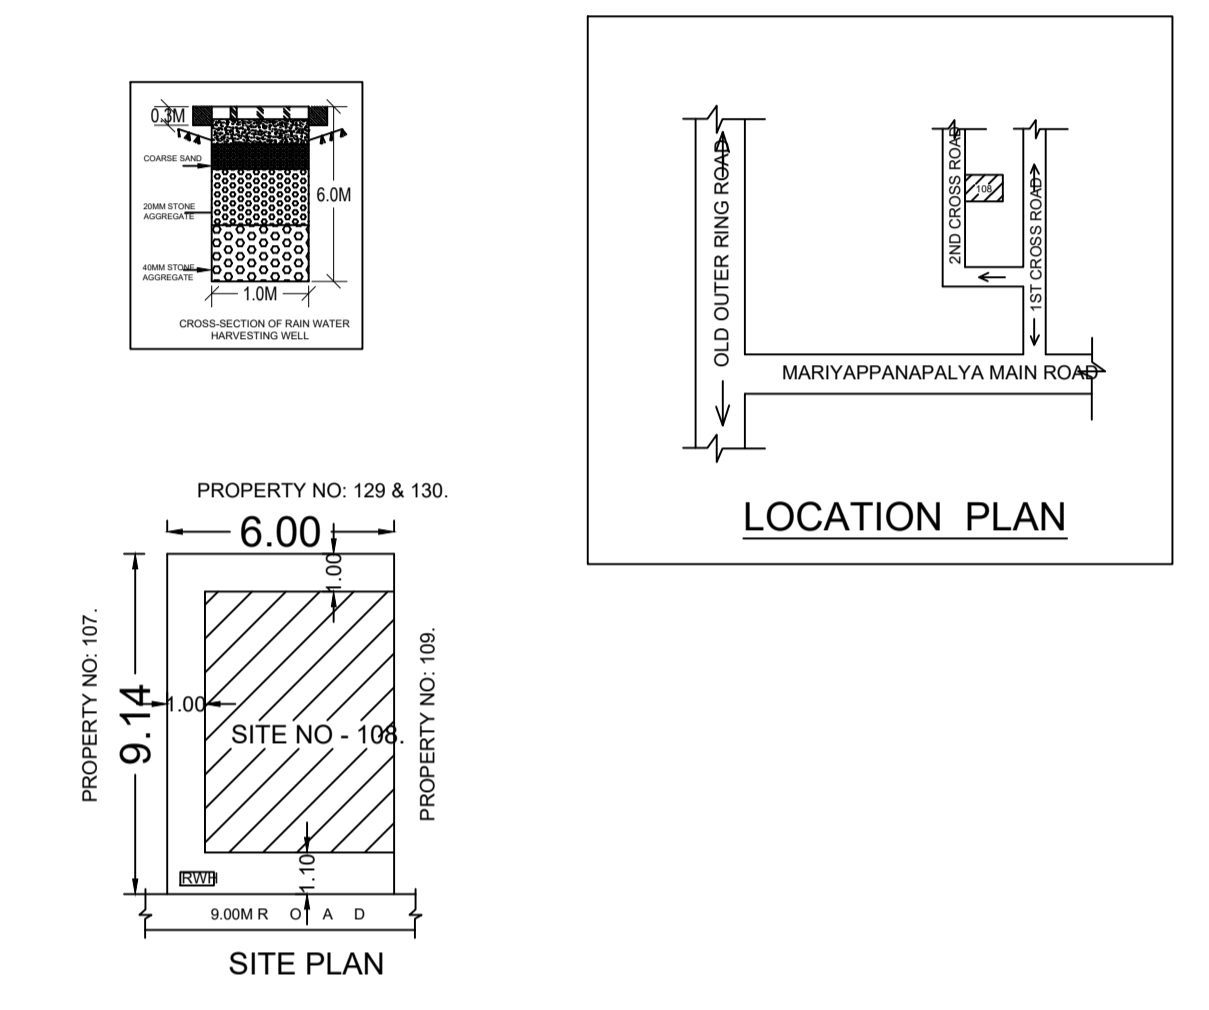 0.3M
COARSE SAND
20MM STONE
AGGREGATE
40MM STONE
AGGREGATE
6.0M
1.0M
CROSS-SECTION OF RAIN WATER
HARVESTING WELL
OLD OUTER RING ROAD
2ND CROSS ROAD
108
1ST CROSS ROAD
MARIYAPPANAPALYA MAIN ROAD
LOCATION PLAN
PROPERTY NO: 129 & 130.
6.00
1.00
PROPERTY NO: 107.
9.14
1.00
SITE NO - 108.
PROPERTY NO: 109.
1.10
RWH
9.00M R O A D
SITE PLAN